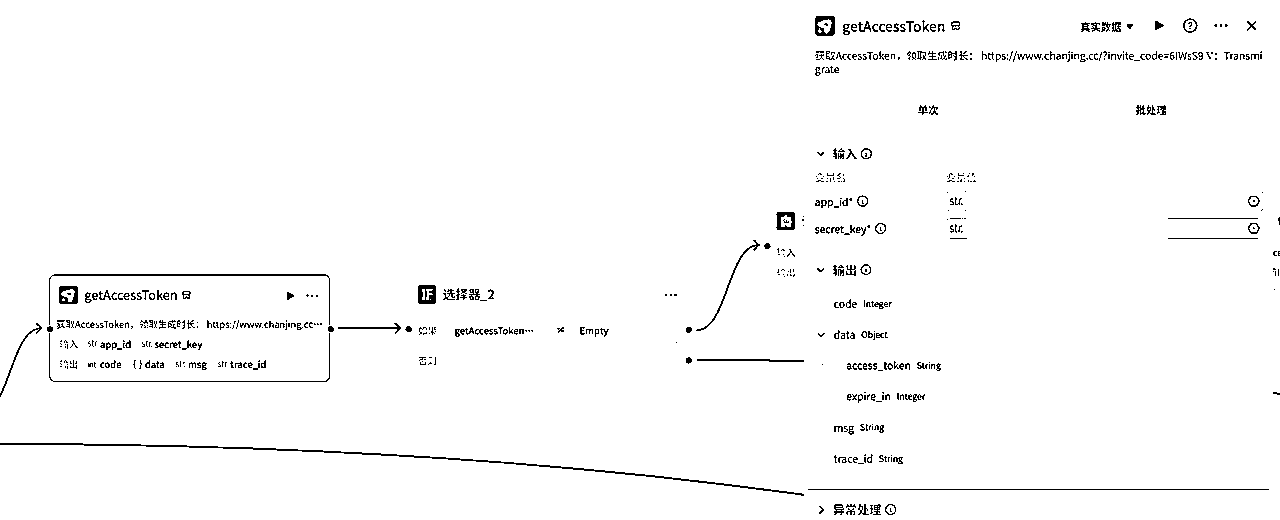 getAccessToken
获取AccessToken，领取生成时长： https://www.chanjing.cc···
输入 str. app_id str. secret_key
输出 int. code { } data str. msg str. trace_id
IF 选择器_2
如果 getAccessToken··· ≠ Empty
否则
输入
输出
getAccessToken 真实数据
获取AccessToken，领取生成时长： https://www.chanjing.cc/?invite_code=6IWsS9 V：Transmi
grate
单次 批处理
输入
变量名 变量值
app_id* str.
secret_key* str.
输出
code Integer
data Object
access_token String
expire_in Integer
msg String
trace_id String
异常处理